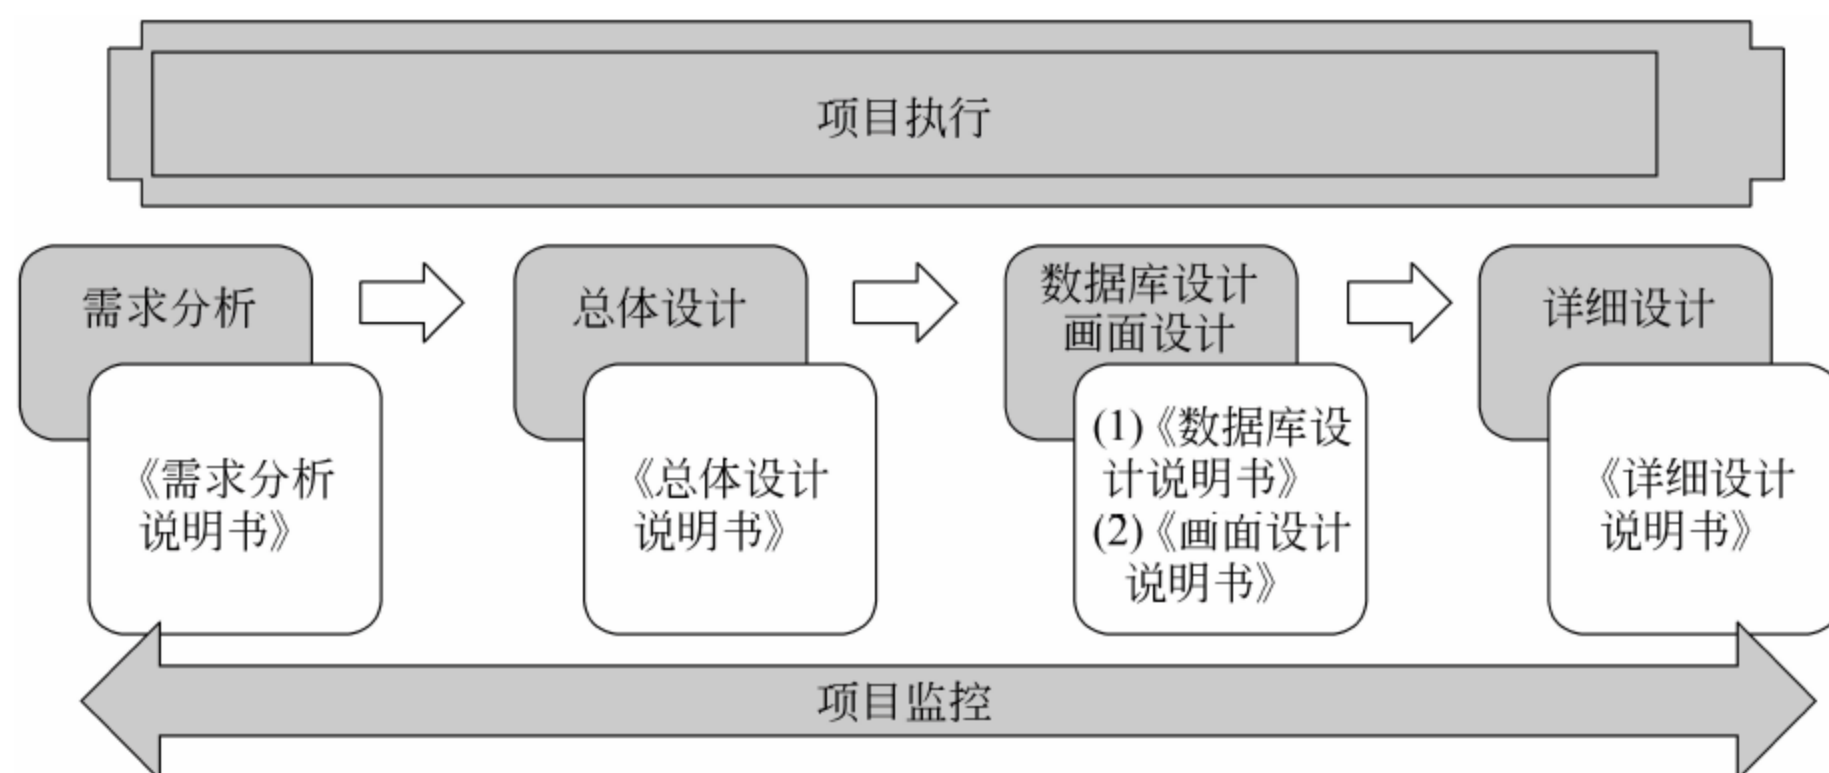 项目执行
需求分析
总体设计
数据库设计
画面设计
详细设计
《需求分析
说明书》
《总体设计
说明书》
(1)《数据库设
计说明书》
(2)《画面设计
说明书》
《详细设计
说明书》
项目监控